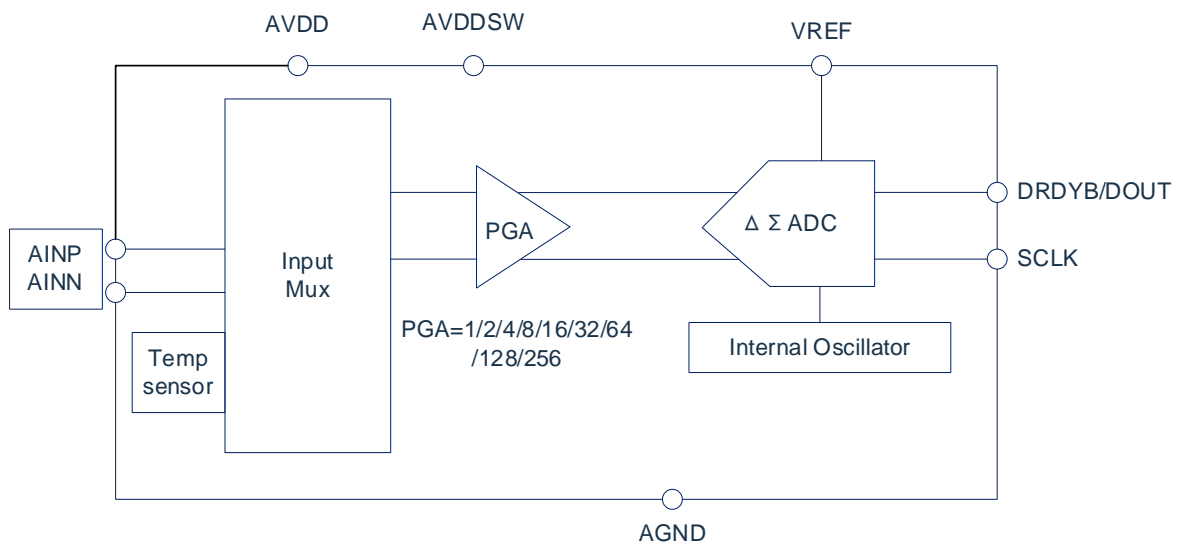 AVDD
AVDDSW
VREF
DRDYB/DOUT
SCLK
AINP
AINN
Input
Mux
PGA
Δ Σ ADC
PGA=1/2/4/8/16/32/64
/128/256
Internal Oscillator
Temp
sensor
AGND